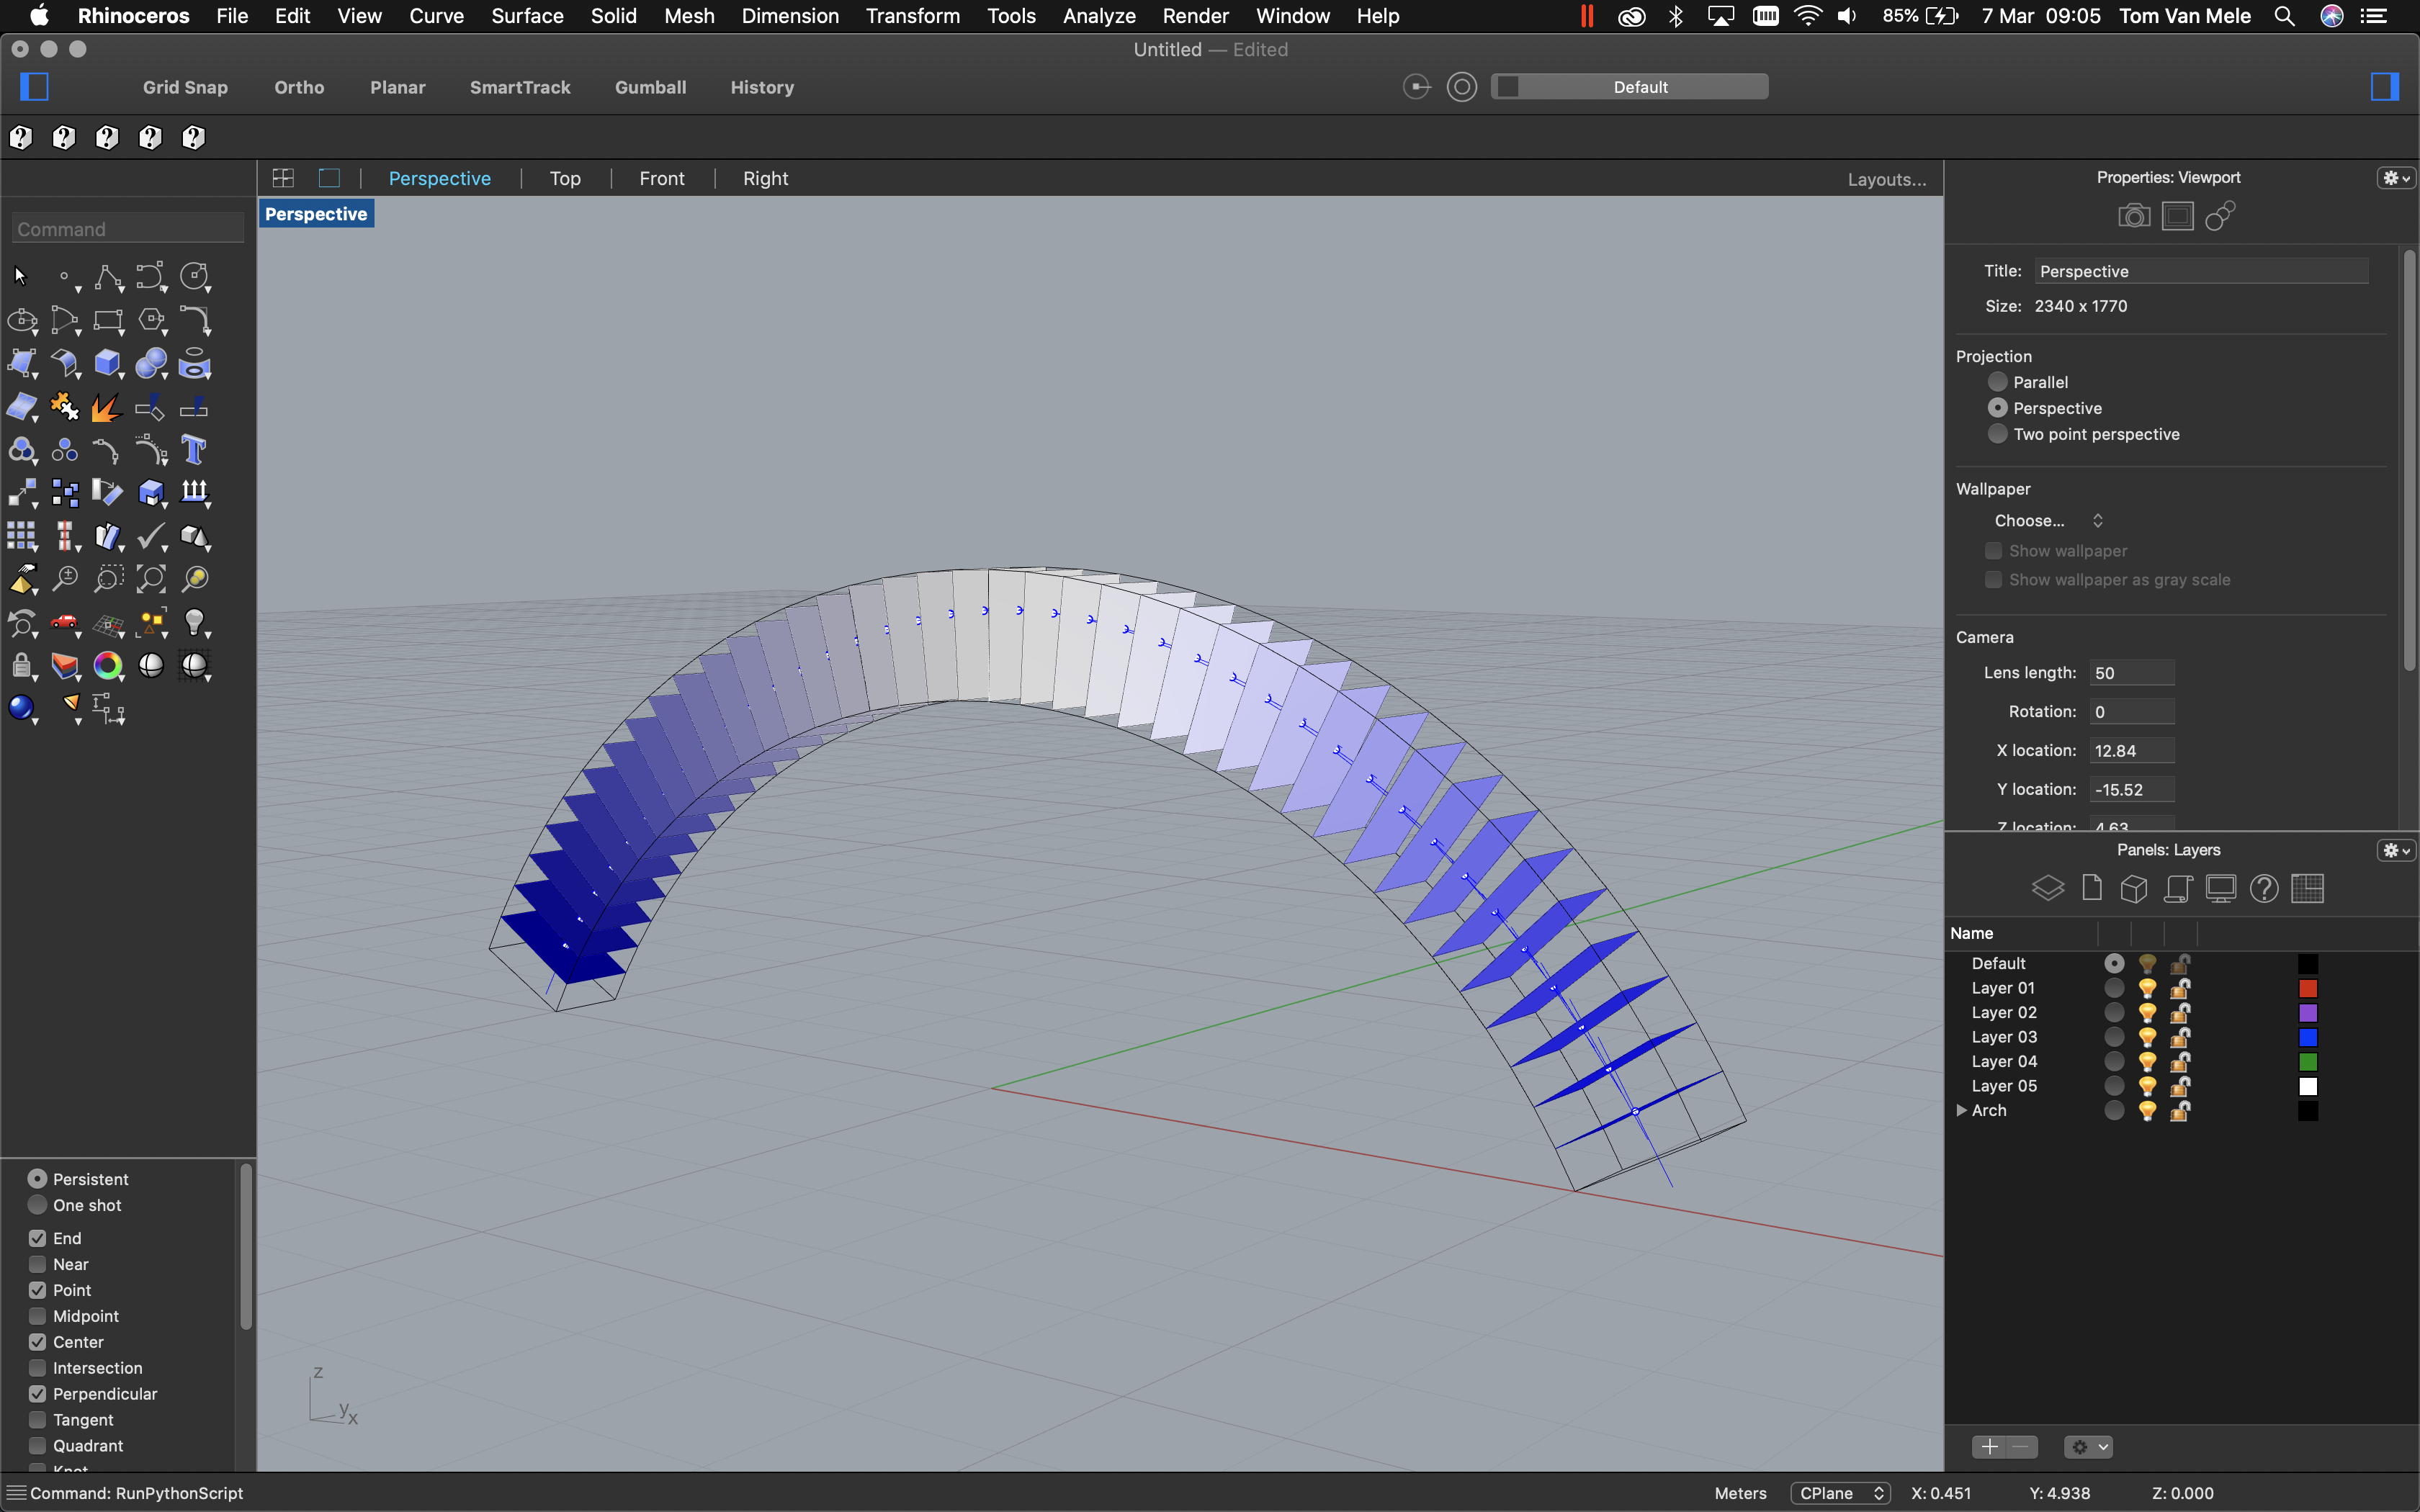 Rhinoceros File Edit View Curve Surface Solid Mesh Dimension Transform Tools Analyze Render Window Help 85% 7 Mar 09:05 Tom Van Mele
Untitled — Edited
Grid Snap Ortho Planar SmartTrack Gumball History Default
Perspective Top Front Right Layouts...
Perspective
Command
Properties: Viewport
Title: Perspective
Size: 2340 x 1770
Projection
Parallel
Perspective
Two point perspective
Wallpaper
Choose...
Show wallpaper
Show wallpaper as gray scale
Camera
Lens length: 50
Rotation: 0
X location: 12.84
Y location: -15.52
Z location: 4.63
Panels: Layers
Name
Default
Layer 01
Layer 02
Layer 03
Layer 04
Layer 05
Arch
Persistent
One shot
End
Near
Point
Midpoint
Center
Intersection
Perpendicular
Tangent
Quadrant
Knot
z
y
x
Command: RunPythonScript
Meters CPlane X: 0.451 Y: 4.938 Z: 0.000